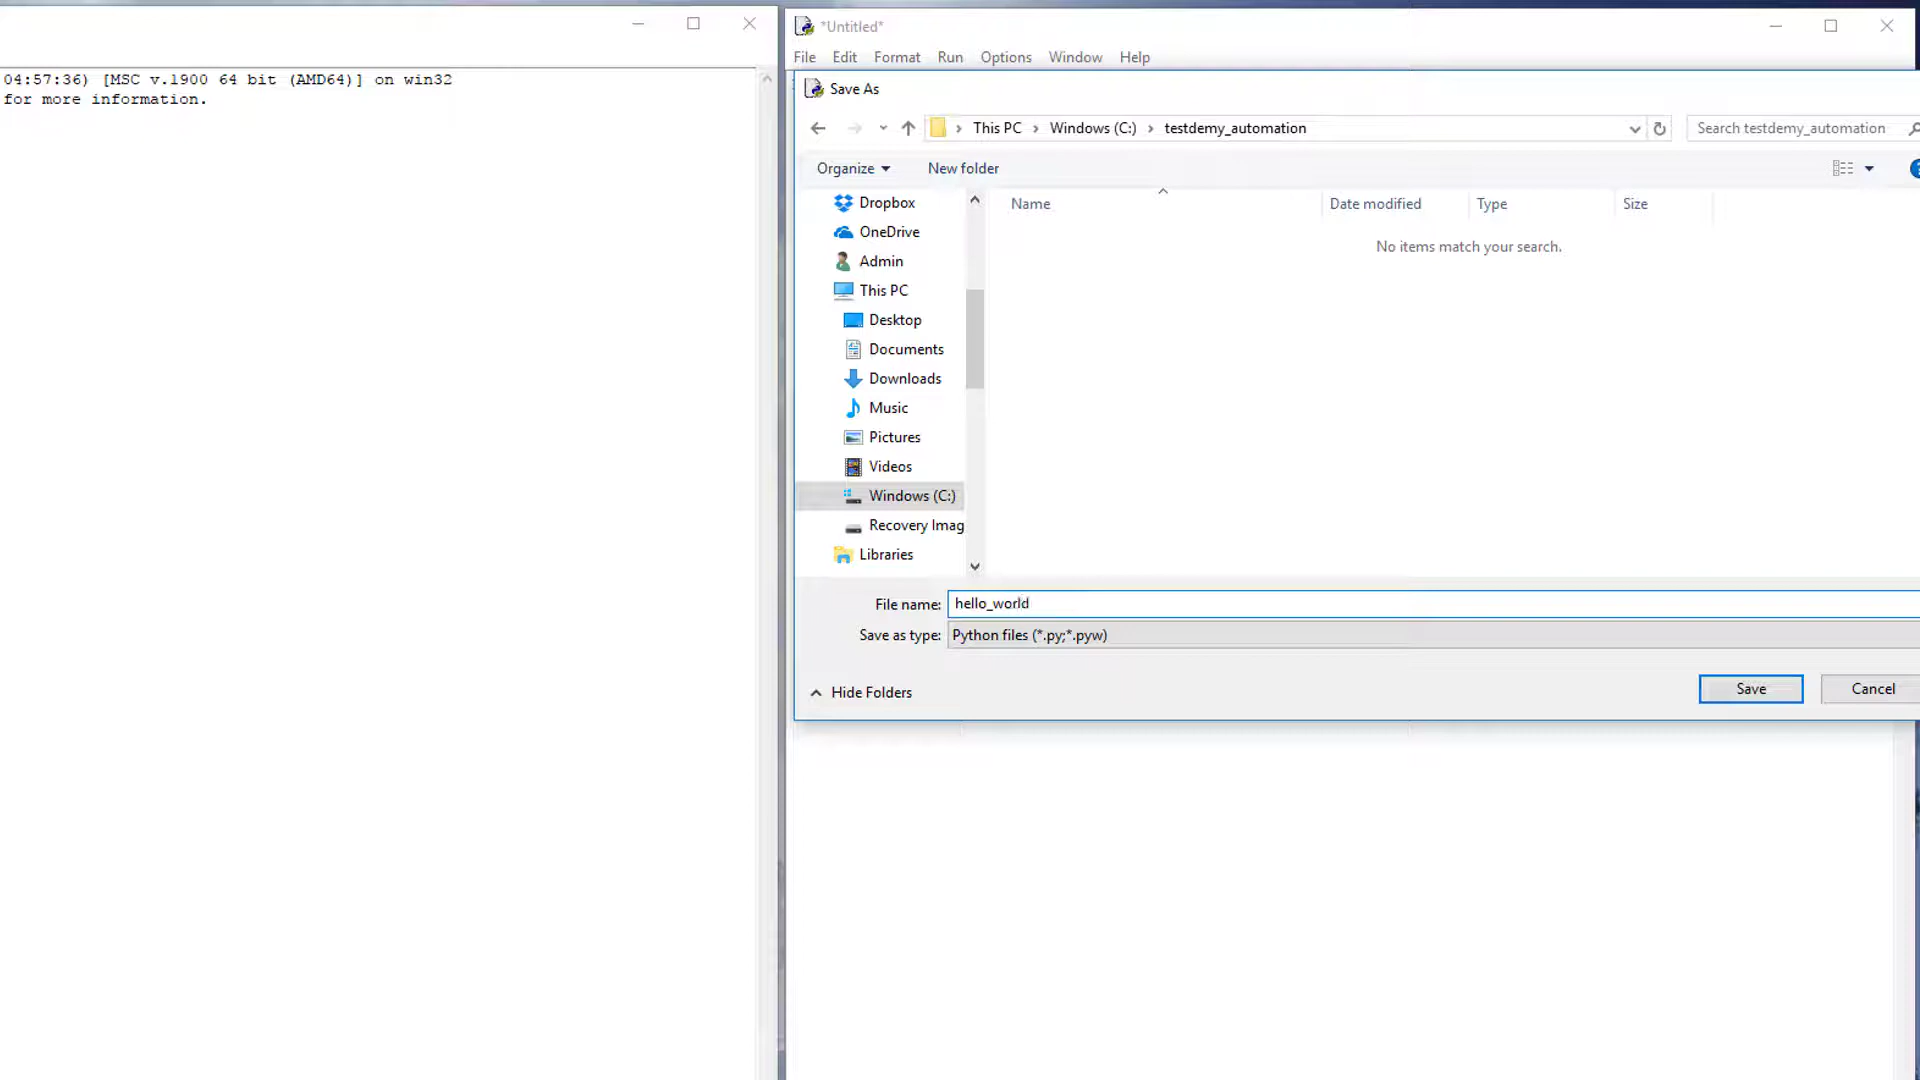 04:57:36) [MSC v.1900 64 bit (AMD64)] on win32
for more information.
*Untitled*
File Edit Format Run Options Window Help
Save As
This PC Windows (C:) testdemy_automation
Search testdemy_automation
Organize New folder
Name Date modified Type Size
No items match your search.
Dropbox
OneDrive
Admin
This PC
Desktop
Documents
Downloads
Music
Pictures
Videos
Windows (C:)
Recovery Imag
Libraries
File name: hello_world
Save as type: Python files (*.py;*.pyw)
Hide Folders
Save Cancel